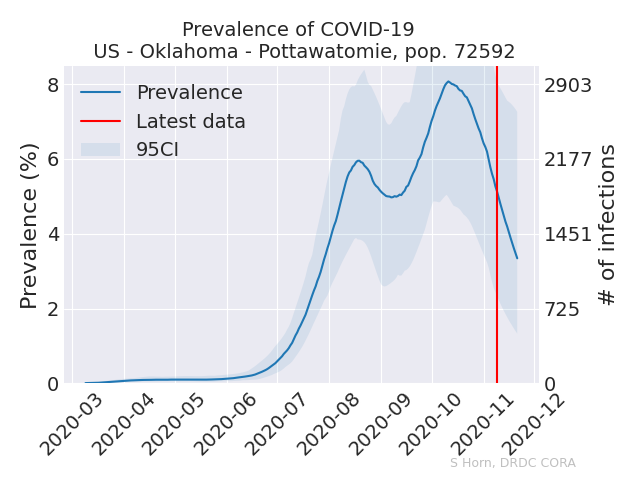 Prevalence of COVID-19
US - Oklahoma - Pottawatomie, pop. 72592
Prevalence
Latest data
95CI
Prevalence (%)
8
6
4
2
0
2903
2177
1451
725
0
# of infections
2020-03
2020-04
2020-05
2020-06
2020-07
2020-08
2020-09
2020-10
2020-11
2020-12
S Horn, DRDC CORA